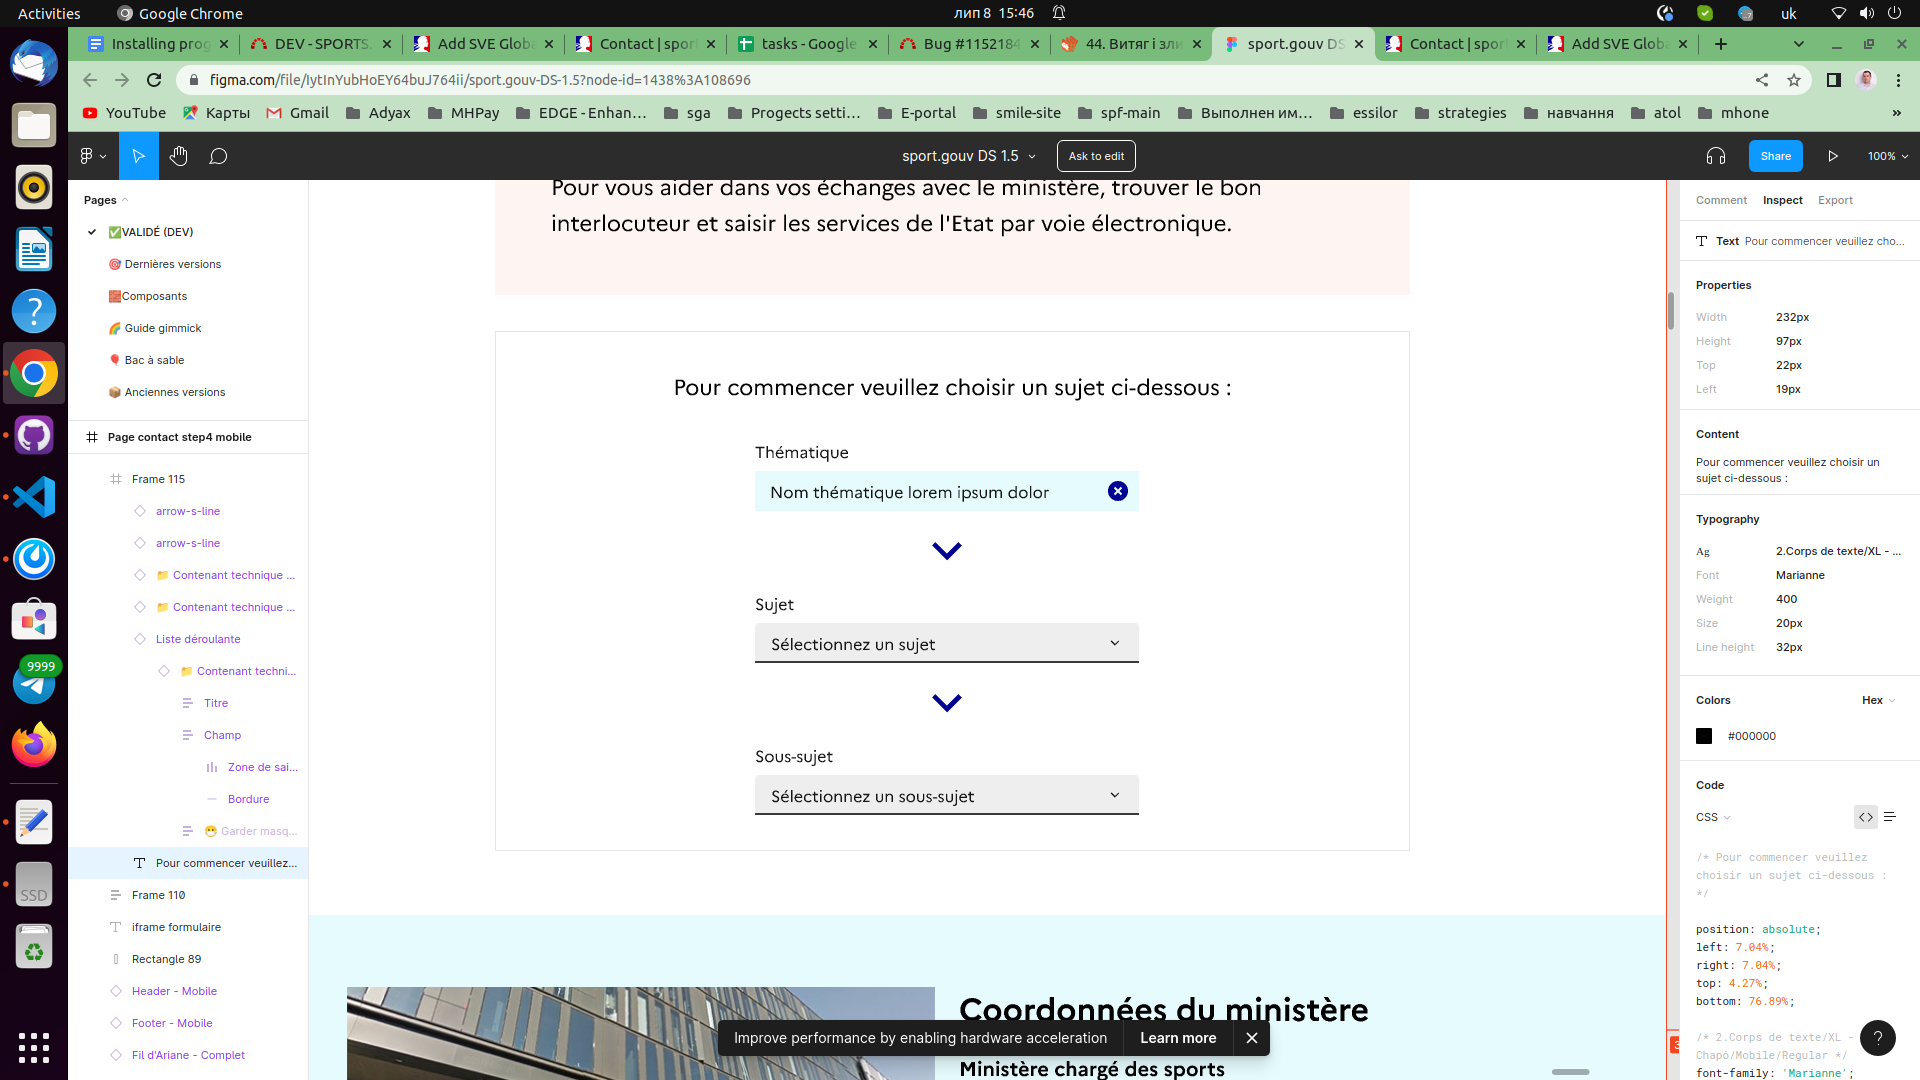 Activities
Google Chrome
лип 8 15:46
uk
Installing prog
DEV - SPORTS.
Add SVE Globa
Contact | spor
tasks - Google
Bug #1152184
44. Витяг і зли
sport.gouv DS
Contact | spor
Add SVE Globa
figma.com/file/IytInYubHoEY64buJ764ii/sport.gouv-DS-1.5?node-id=1438%3A108696
YouTube
Карты
Gmail
Adyax
MHPay
EDGE - Enhan...
sga
Progects setti...
E-portal
smile-site
spf-main
Выполнен им...
essilor
strategies
навчання
atol
mhone
»
sport.gouv DS 1.5
Ask to edit
Share
100%
Pages
✅VALIDÉ (DEV)
🎯 Dernières versions
🧱Composants
🌈 Guide gimmick
🎈 Bac à sable
📦 Anciennes versions
Page contact step4 mobile
Frame 115
arrow-s-line
arrow-s-line
📁 Contenant technique ...
📁 Contenant technique ...
Liste déroulante
📁 Contenant techni...
Titre
Champ
Zone de sai...
Bordure
😷 Garder masq...
Pour commencer veuillez...
Frame 110
iframe formulaire
Rectangle 89
Header - Mobile
Footer - Mobile
Fil d'Ariane - Complet
9999
SSD
Pour vous aider dans vos échanges avec le ministère, trouver le bon
interlocuteur et saisir les services de l'Etat par voie électronique.
Pour commencer veuillez choisir un sujet ci-dessous :
Thématique
Nom thématique lorem ipsum dolor
Sujet
Sélectionnez un sujet
Sous-sujet
Sélectionnez un sous-sujet
Coordonnées du ministère
Ministère chargé des sports
Improve performance by enabling hardware acceleration
Learn more
Comment
Inspect
Export
Text Pour commencer veuillez cho...
Properties
Width 232px
Height 97px
Top 22px
Left 19px
Content
Pour commencer veuillez choisir un
sujet ci-dessous :
Typography
Ag 2.Corps de texte/XL - ...
Font Marianne
Weight 400
Size 20px
Line height 32px
Colors
Hex
#000000
Code
CSS
/* Pour commencer veuillez
choisir un sujet ci-dessous :
*/
position: absolute;
left: 7.04%;
right: 7.04%;
top: 4.27%;
bottom: 76.89%;
/* 2.Corps de texte/XL -
Chapô/Mobile/Regular */
font-family: 'Marianne';
?